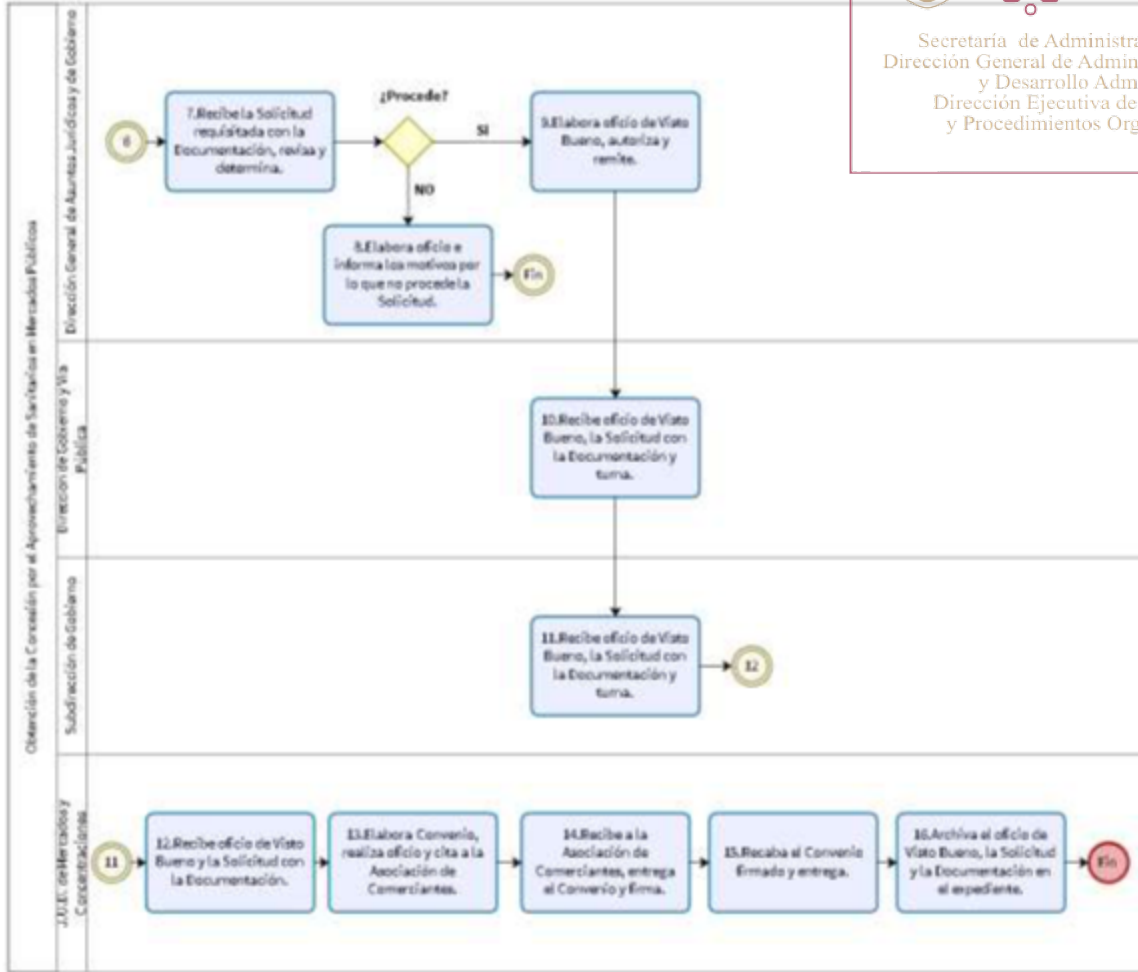 Secretaría de Administra
Dirección General de Admin
y Desarrollo Adm
Dirección Ejecutiva de
y Procedimientos Org
Obtención de la Concesión por el Aprovechamiento de Sanitarios en Mercados Públicos
Dirección General de Asuntos Jurídicos y de Gobierno
6
7.Recibe la Solicitud
requisitada con la
Documentación, revisa y
determina.
¿Procede?
SI
NO
9.Elabora oficio de Visto
Bueno, autoriza y
remite.
8.Elabora oficio e
informa los motivos por
lo que no procede la
Solicitud.
Fin
Dirección de Gobierno y Vía
Pública
10.Recibe oficio de Visto
Bueno, la Solicitud con
la Documentación y
turna.
Subdirección de Gobierno
11.Recibe oficio de Visto
Bueno, la Solicitud con
la Documentación y
turna.
12
J.U.D. de Mercados y
Concentraciones
11
12.Recibe oficio de Visto
Bueno y la Solicitud con
la Documentación.
13.Elabora Convenio,
realiza oficio y cita a la
Asociación de
Comerciantes.
14.Recibe a la
Asociación de
Comerciantes, entrega
el Convenio y firma.
15.Recaba el Convenio
firmado y entrega.
16.Archiva el oficio de
Visto Bueno, la Solicitud
y la Documentación en
el expediente.
Fin